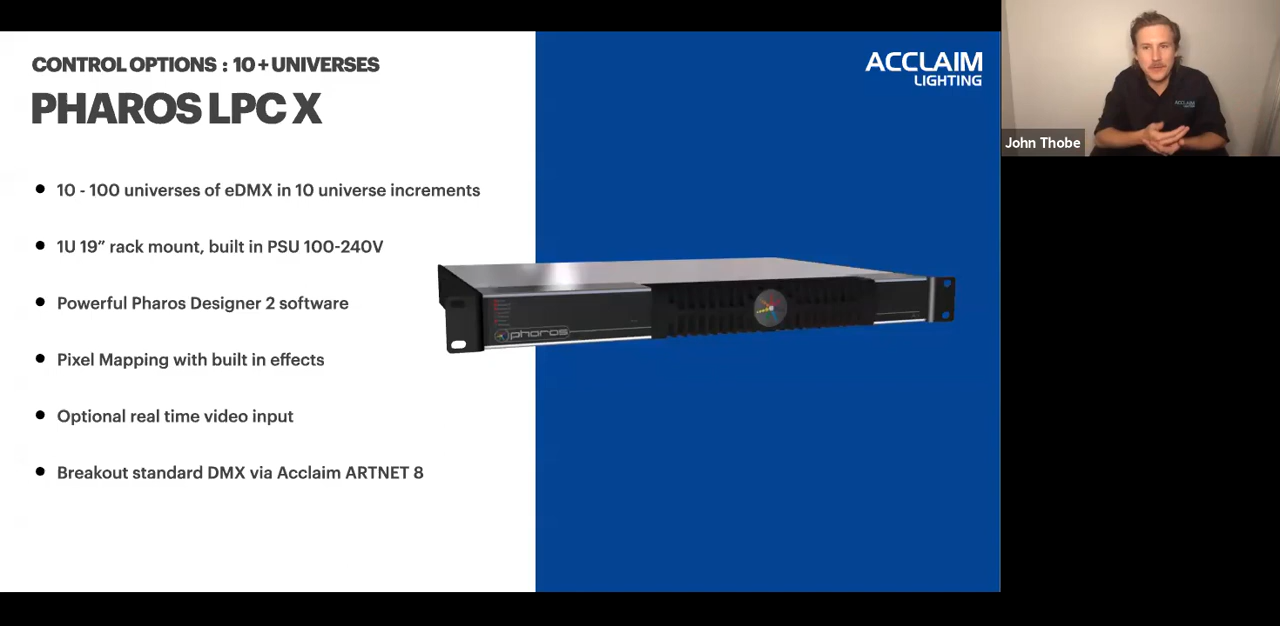 CONTROL OPTIONS : 10 + UNIVERSES
PHAROS LPC X
10 - 100 universes of eDMX in 10 universe increments
1U 19” rack mount, built in PSU 100-240V
Powerful Pharos Designer 2 software
Pixel Mapping with built in effects
Optional real time video input
Breakout standard DMX via Acclaim ARTNET 8
pharos
ACCLAIM
LIGHTING
ACCLAIM
John Thobe